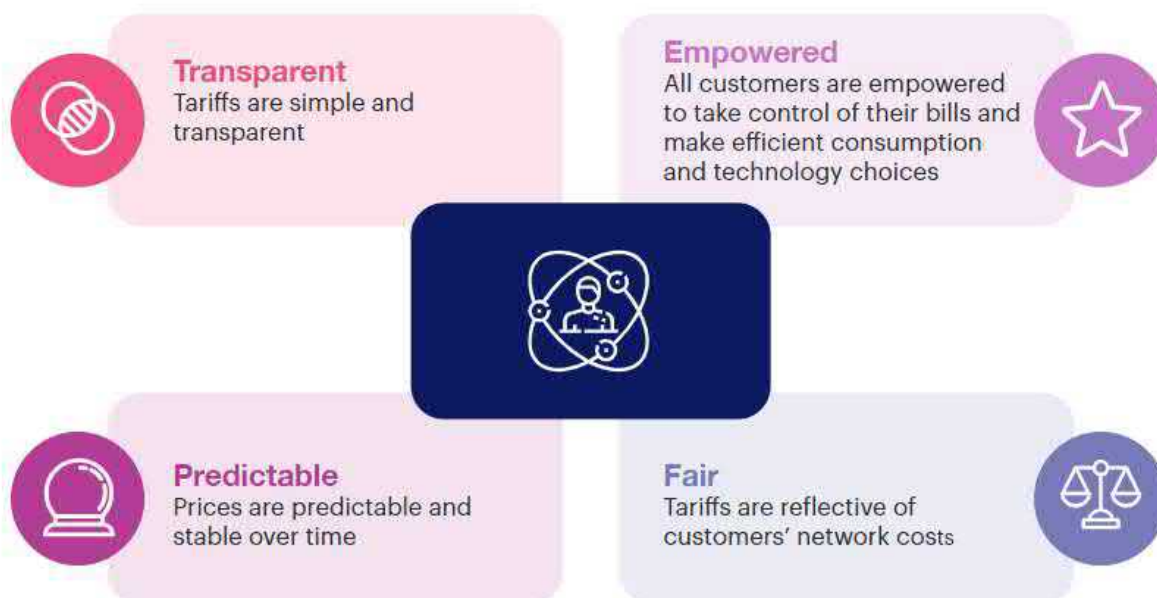 Transparent
Tariffs are simple and
transparent
Empowered
All customers are empowered
to take control of their bills and
make efficient consumption
and technology choices
Predictable
Prices are predictable and
stable over time
Fair
Tariffs are reflective of
customers’ network costs